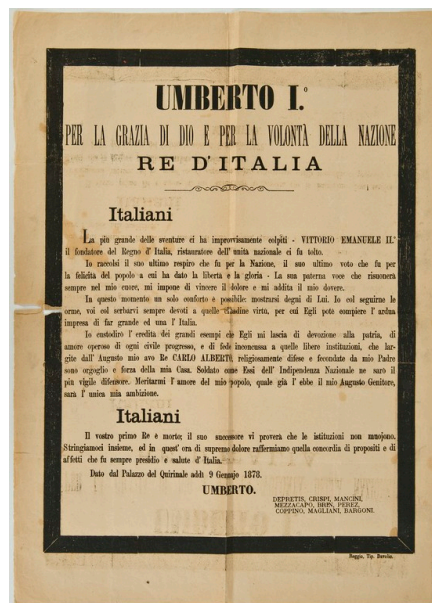 UMBERTO I.°
PER LA GRAZIA DI DIO E PER LA VOLONTÀ DELLA NAZIONE
RE D'ITALIA
Italiani
La più grande delle sventure ci ha improvvisamente colpiti - VITTORIO EMANUELE II.°
il fondatore del Regno d'Italia, ristauratore dell'unità nazionale ci fu tolto.
Io raccolsi il suo ultimo respiro che fu per la Nazione, il suo ultimo voto che fu per
la felicità del popolo a cui ha dato la libertà e la gloria - La sua paterna voce che risuonerà
sempre nel mio cuore, mi impone di vincere il dolore e mi addita il mio dovere.
In questo momento un solo conforto è possibile: mostrarsi degni di Lui. Io col seguirne le
orme, voi col serbarvi sempre devoti a quelle cittadine virtù, per cui Egli potè compiere l'ardua
impresa di far grande ed una l'Italia.
Io custodirò l'eredità dei grandi esempi che Egli mi lascia di devozione alla patria, di
amore operoso di ogni civile progresso, e di fede inconcussa a quelle libere instituzioni, che lar-
gite dall'Augusto mio avo Re CARLO ALBERTO, religiosamente difese e fecondate da mio Padre
sono orgoglio e forza della mia Casa. Soldato come Essi dell'Indipendenza Nazionale ne sarò il
più vigile difensore. Meritarmi l'amore del mio popolo, quale già l'ebbe il mio Augusto Genitore,
sarà l'unica mia ambizione.
Italiani
Il vostro primo Re è morto; il suo successore vi proverà che le istituzioni non muojono.
Stringiamoci insieme, ed in quest'ora di supremo dolore raffermiamo quella concordia di propositi e di
affetti che fu sempre presidio e salute d'Italia.
Dato dal Palazzo del Quirinale addì 9 Gennajo 1878.
UMBERTO.
DEPRETIS, CRISPI, MANCINI,
MEZZACAPO, BRIN, PEREZ,
COPPINO, MAGLIANI, BARGONI.
Reggio, Tip.